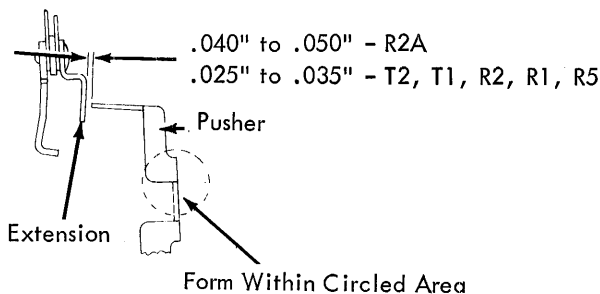 .040" to .050" - R2A
.025" to .035" - T2, T1, R2, R1, R5
Pusher
Extension
Form Within Circled Area